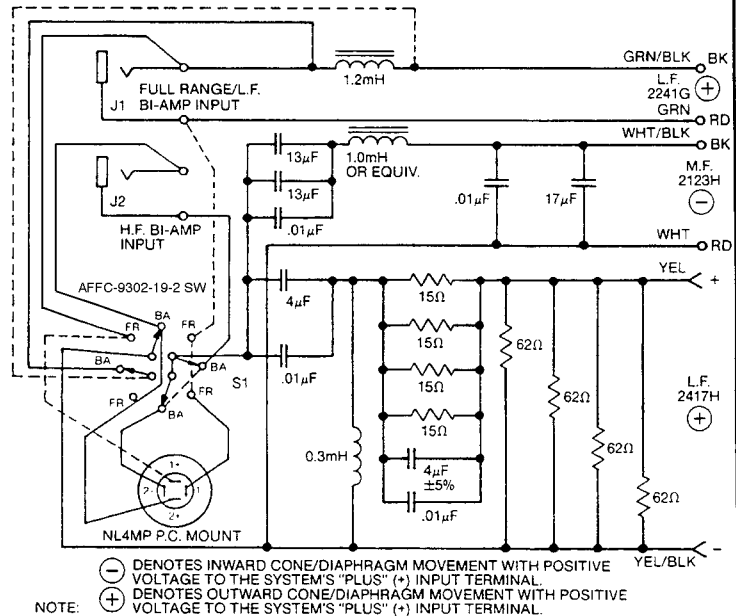 GRN/BLK BK
1.2mH
L.F.
2241G
+
FULL RANGE/L.F.
BI-AMP INPUT
J1
GRN
RD
WHT/BLK BK
13µF
1.0mH
OR EQUIV.
13µF
.01µF
.01µF
17µF
M.F.
2123H
−
J2
H.F. BI-AMP
INPUT
WHT
RD
YEL +
AFFC-9302-19-2 SW
4µF
15Ω
15Ω
15Ω
15Ω
.01µF
62Ω
62Ω
62Ω
62Ω
FR
BA
FR
BA
BA
FR
BA
FR
S1
L.F.
2417H
+
0.3mH
4µF
±5%
.01µF
1+
2-
1
2+
NL4MP P.C. MOUNT
YEL/BLK -
− DENOTES INWARD CONE/DIAPHRAGM MOVEMENT WITH POSITIVE
VOLTAGE TO THE SYSTEM'S "PLUS" (+) INPUT TERMINAL.
+ DENOTES OUTWARD CONE/DIAPHRAGM MOVEMENT WITH POSITIVE
NOTE: VOLTAGE TO THE SYSTEM'S "PLUS" (+) INPUT TERMINAL.